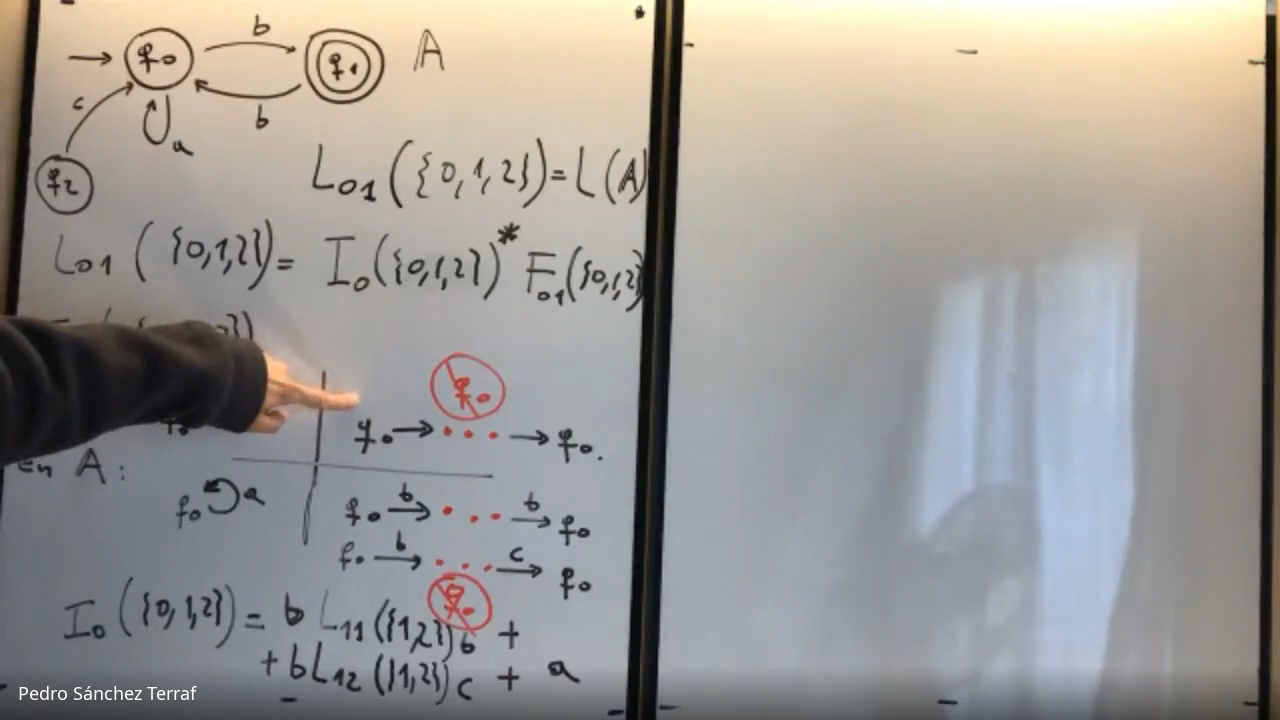 b
→ q0 q1 A
b
c
a
q2
L01 ({0,1,2}) = L(A)
L01 ({0,1,2}) = I0({0,1,2})* F01({0,1,2}
q0
q0 → ... → q0.
En A:
q0 a
q0 b→ ... b→ q0
q0 b→ ... c→ q0
q0
I0 ({0,1,2}) = b L11 ({1,2}) b +
+ b L12 ({1,2}) c + a
Pedro Sánchez Terraf